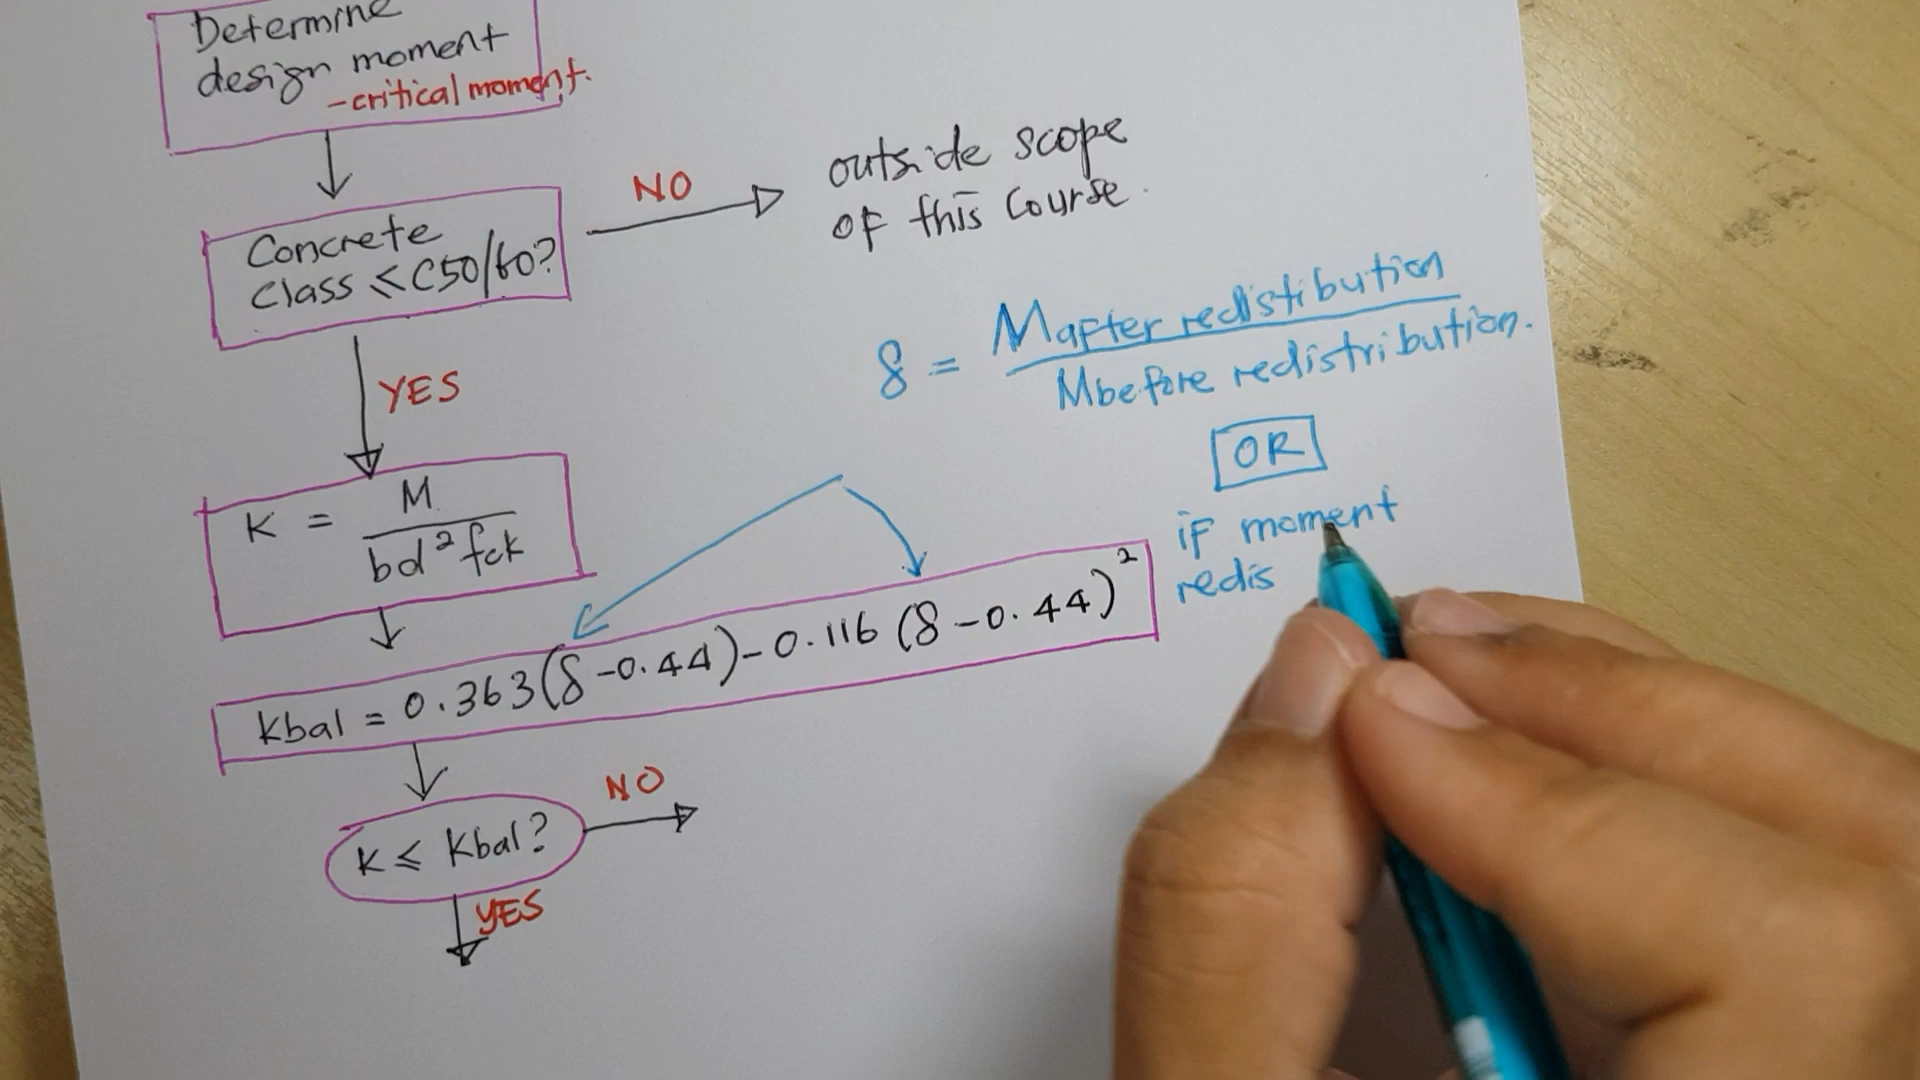 Determine
design moment
-critical moment.
Concrete
class ≤ C50/60?
NO
outside scope
of this course.
YES
δ = Mafter redistibution
Mbefore redistribution.
OR
if moment
redis
K = M
bd²fck
Kbal = 0.363(δ-0.44)-0.116(δ-0.44)²
K ≤ Kbal?
NO
YES